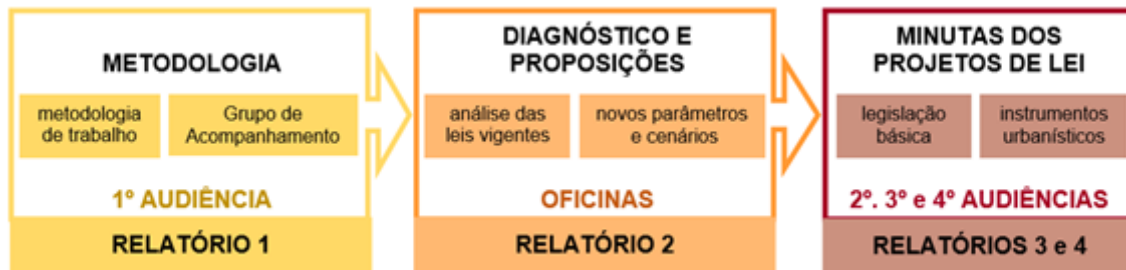 METODOLOGIA
metodologia
de trabalho
Grupo de
Acompanhamento
1º AUDIÊNCIA
RELATÓRIO 1
DIAGNÓSTICO E
PROPOSIÇÕES
análise das
leis vigentes
novos parâmetros
e cenários
OFICINAS
RELATÓRIO 2
MINUTAS DOS
PROJETOS DE LEI
legislação
básica
instrumentos
urbanísticos
2º. 3º e 4º AUDIÊNCIAS
RELATÓRIOS 3 e 4